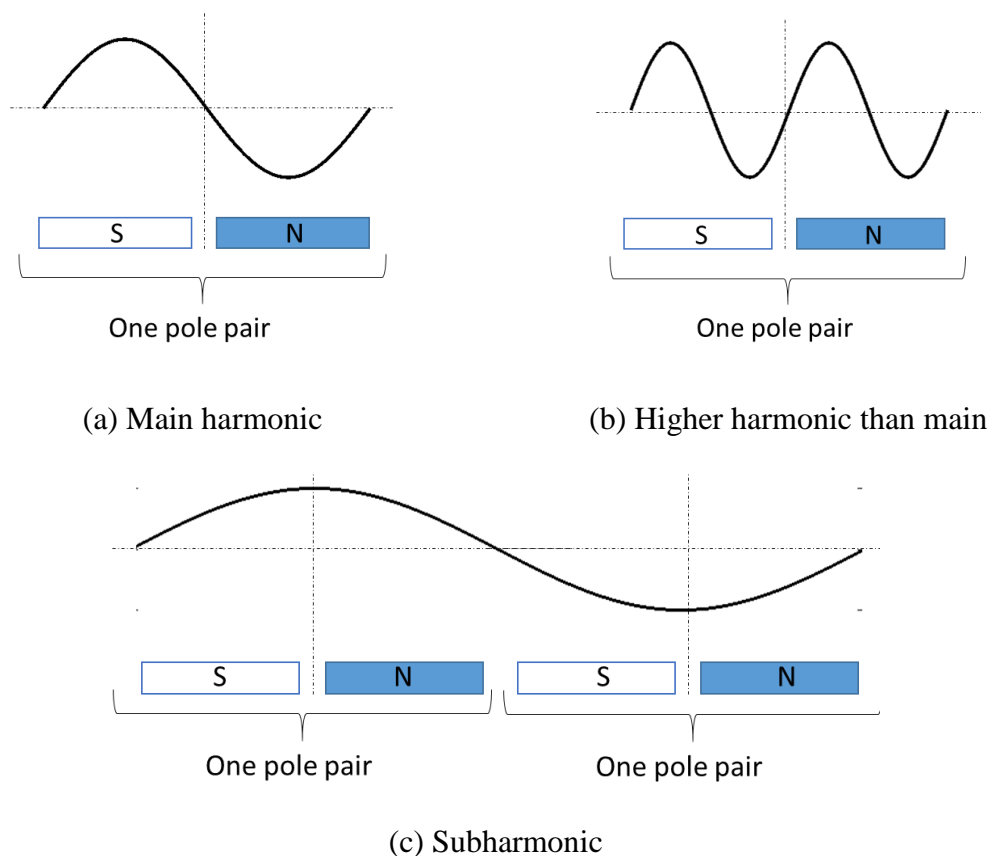 S N S N
One pole pair One pole pair
(a) Main harmonic (b) Higher harmonic than main
S N S N
One pole pair One pole pair
(c) Subharmonic